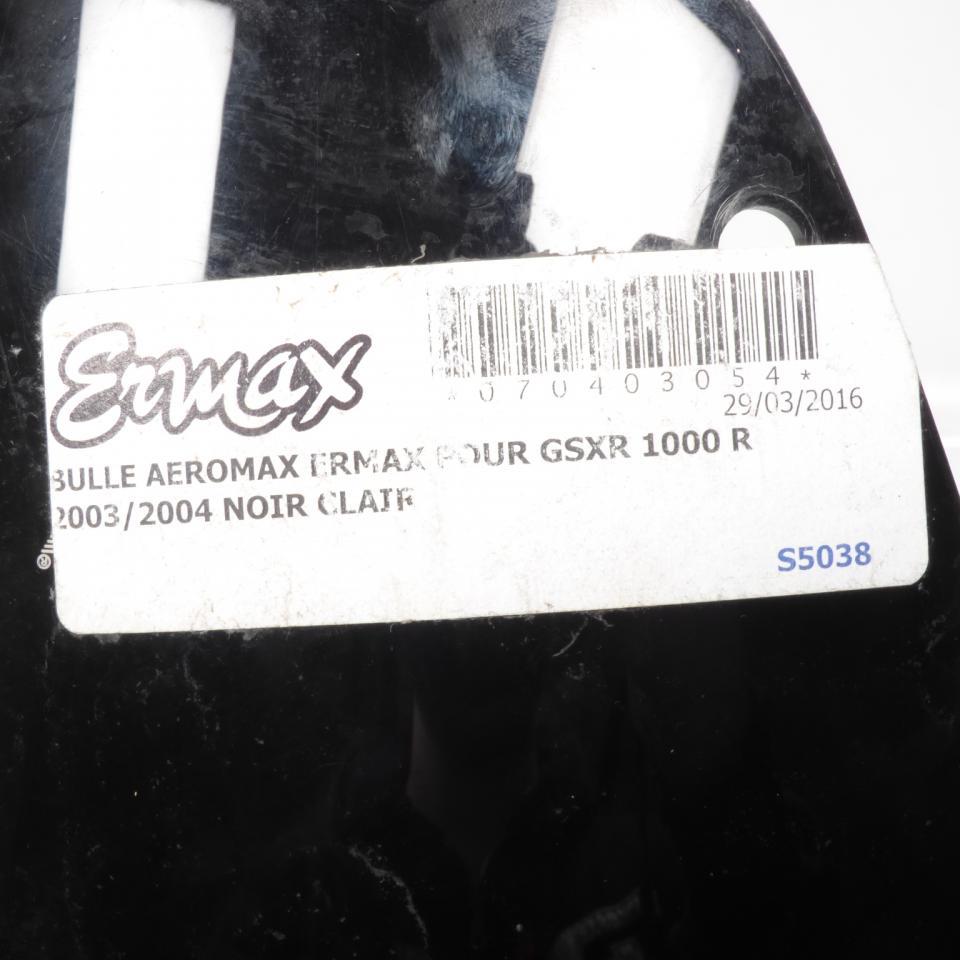 Ermax
*070403054*
29/03/2016
BULLE AEROMAX ERMAX POUR GSXR 1000 R
2003/2004 NOIR CLAIR
S5038
®